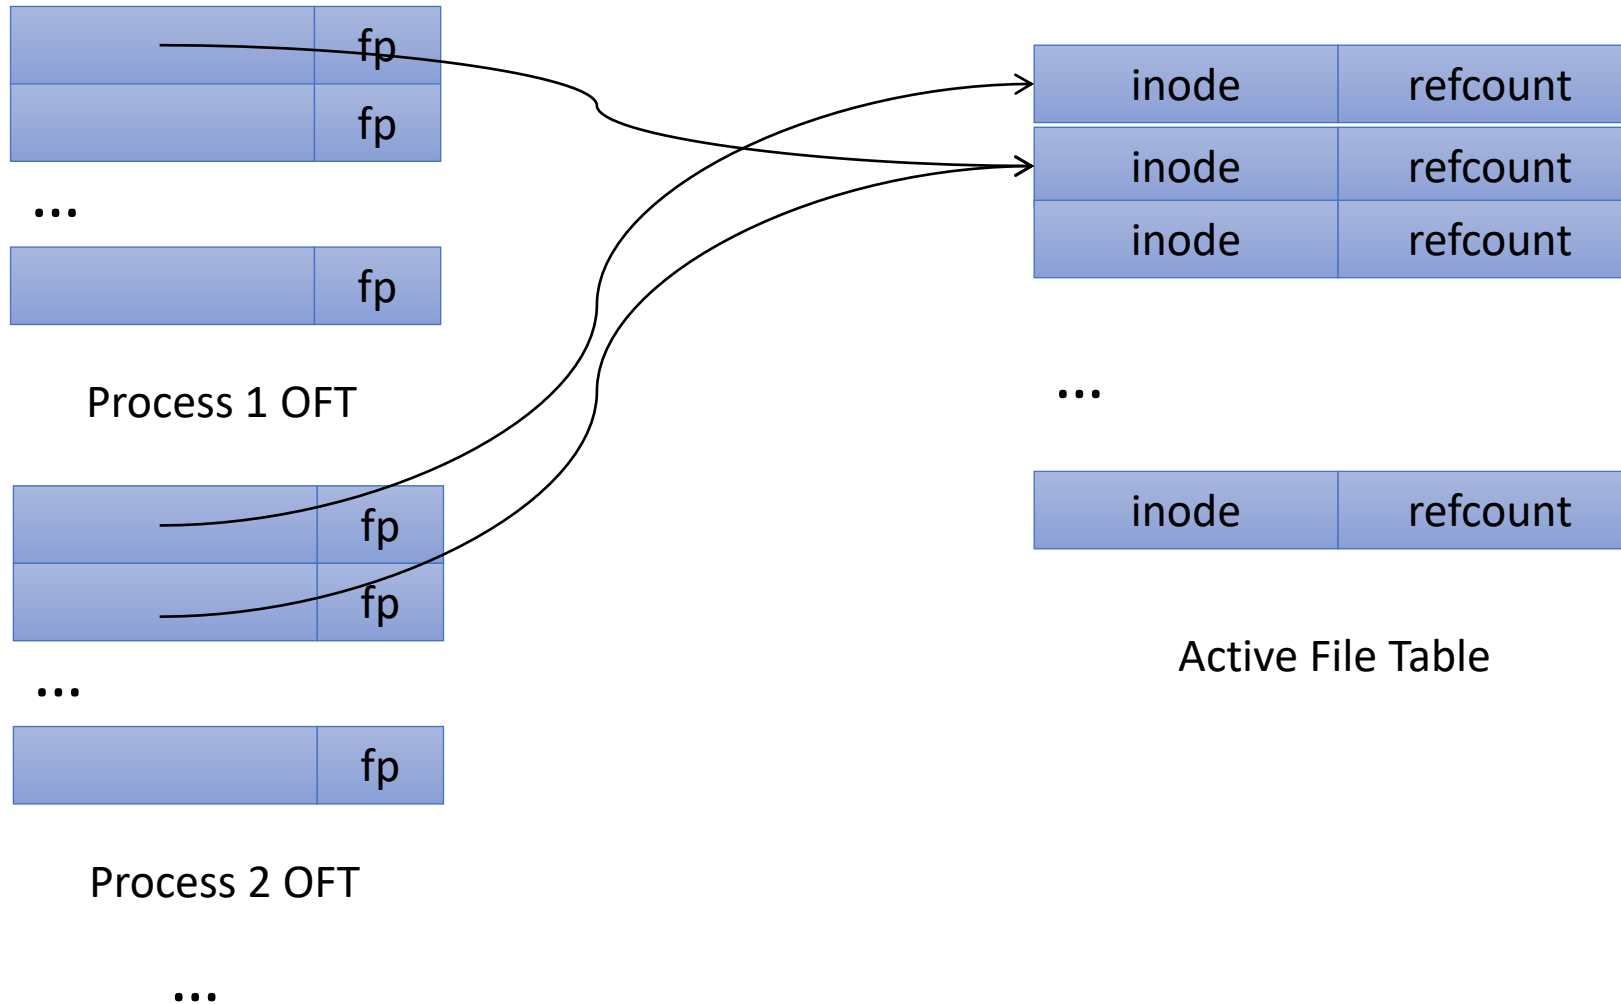 fp
fp
...
fp
Process 1 OFT
fp
fp
...
fp
Process 2 OFT
...
inode refcount
inode refcount
inode refcount
...
inode refcount
Active File Table